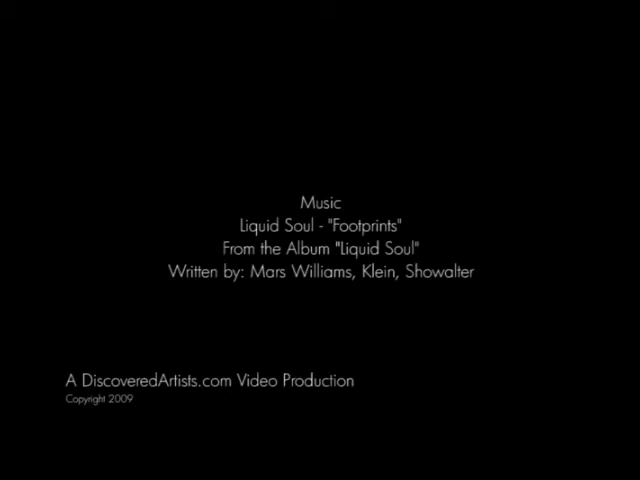 Music
Liquid Soul - "Footprints"
From the Album "Liquid Soul"
Written by: Mars Williams, Klein, Showalter
A DiscoveredArtists.com Video Production
Copyright 2009